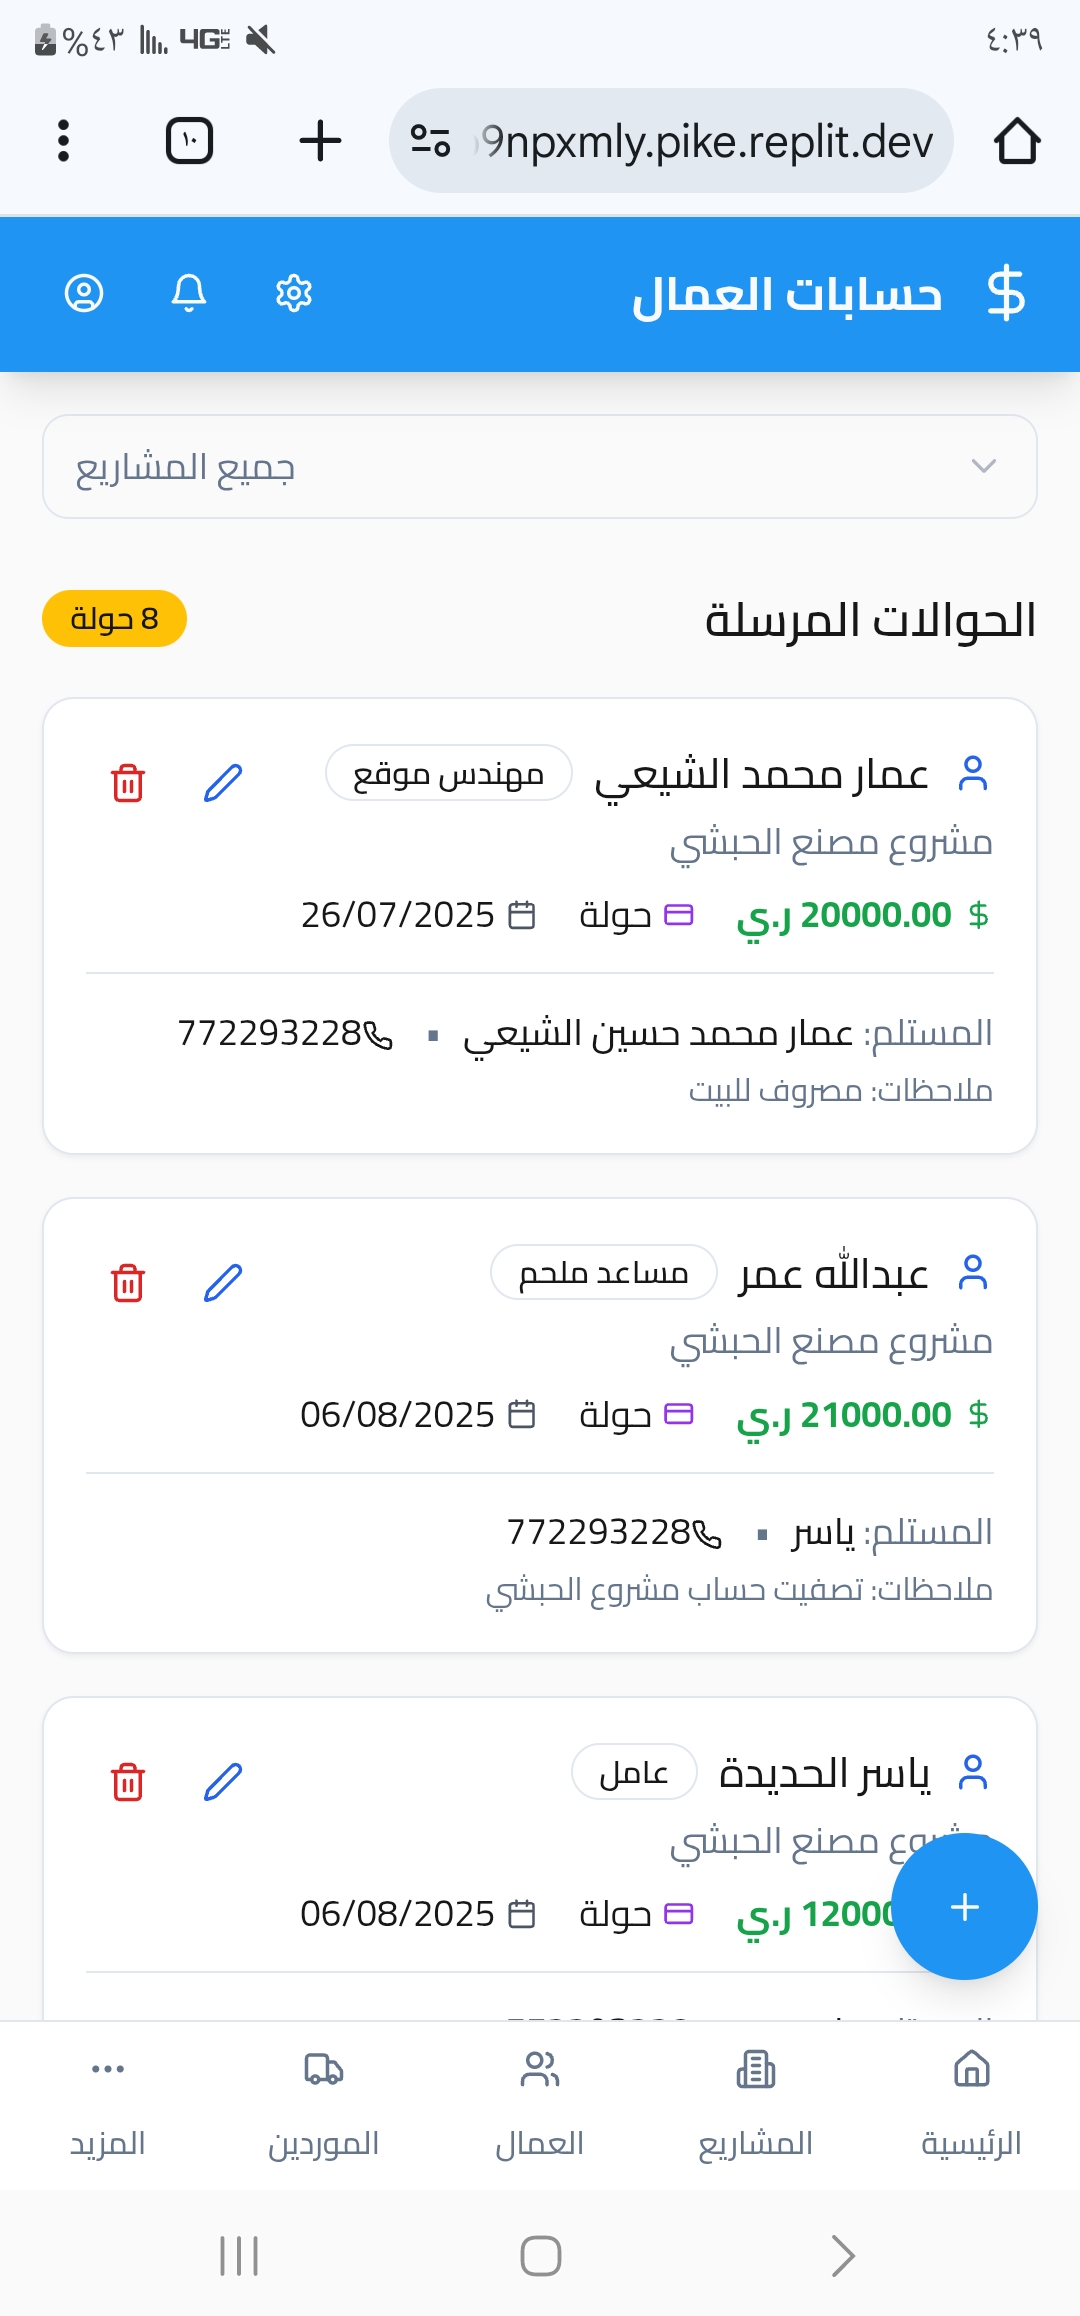 %٤٣ 4G LTE ٤:٣٩
١٠ 9npxmly.pike.replit.dev
حسابات العمال
جميع المشاريع
الحوالات المرسلة
8 حولة
عمار محمد الشيعي مهندس موقع
مشروع مصنع الحبشي
20000.00 ر.ي حولة 26/07/2025
المستلم: عمار محمد حسين الشيعي ▪ 772293228
ملاحظات: مصروف للبيت
عبدالله عمر مساعد ملحم
مشروع مصنع الحبشي
21000.00 ر.ي حولة 06/08/2025
المستلم: ياسر ▪ 772293228
ملاحظات: تصفيت حساب مشروع الحبشي
ياسر الحديدة عامل
مصنع الحبشي
12000 ر.ي حولة 06/08/2025
الرئيسية المشاريع العمال الموردين المزيد